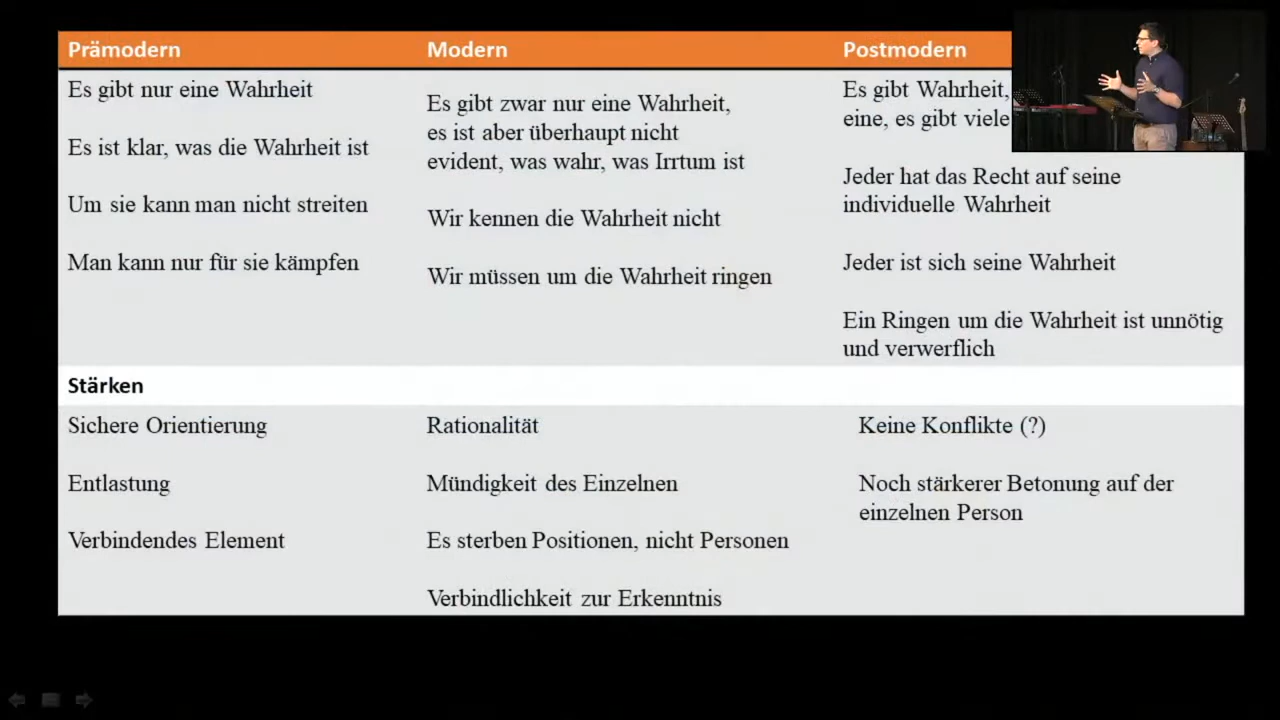 Prämodern
Modern
Postmodern
Es gibt nur eine Wahrheit
Es ist klar, was die Wahrheit ist
Um sie kann man nicht streiten
Man kann nur für sie kämpfen
Es gibt zwar nur eine Wahrheit,
es ist aber überhaupt nicht
evident, was wahr, was Irrtum ist
Wir kennen die Wahrheit nicht
Wir müssen um die Wahrheit ringen
Es gibt Wahrheit,
eine, es gibt viele
Jeder hat das Recht auf seine
individuelle Wahrheit
Jeder ist sich seine Wahrheit
Ein Ringen um die Wahrheit ist unnötig
und verwerflich
Stärken
Sichere Orientierung
Entlastung
Verbindendes Element
Rationalität
Mündigkeit des Einzelnen
Es sterben Positionen, nicht Personen
Verbindlichkeit zur Erkenntnis
Keine Konflikte (?)
Noch stärkerer Betonung auf der
einzelnen Person